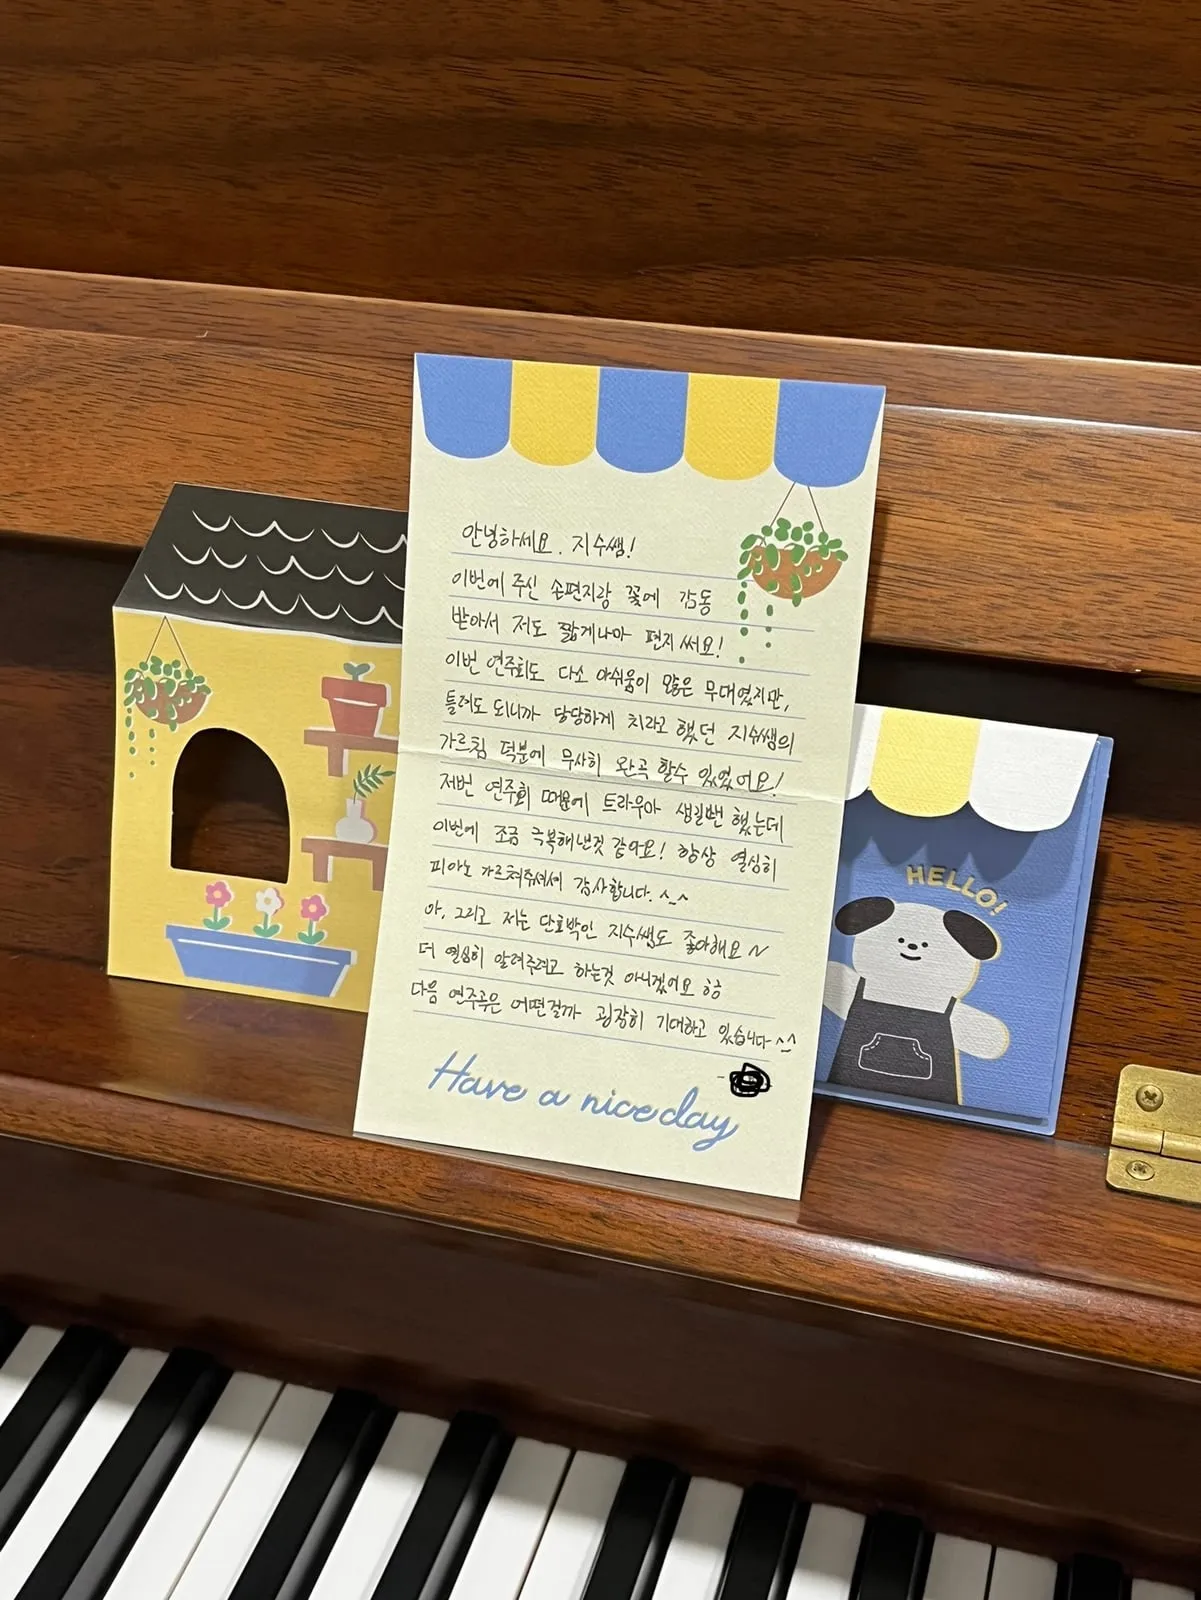 안녕하세요. 지수쌤!
이번에 주신 손편지랑 꽃에 감동
받아서 저도 짧게나마 편지 써요!
이번 연주회도 다소 아쉬움이 많은 무대였지만,
틀려도 되니까 당당하게 치라고 했던 지수쌤의
가르침 덕분에 무사히 완곡 할수 있었어요!
저번 연주회 때문에 트라우마 생길뻔 했는데
이번에 조금 극복해낸것 같아요! 항상 열심히
피아노 가르쳐주셔서 감사합니다. ^_^
아, 그리고 저는 단호박인 지수쌤도 좋아해요 ~
더 열심히 알려주려고 하는것 아니겠어요 ㅎㅎ
다음 연주곡은 어떤걸까 굉장히 기대하고 있습니다 ^_^
Have a nice day
HELLO!